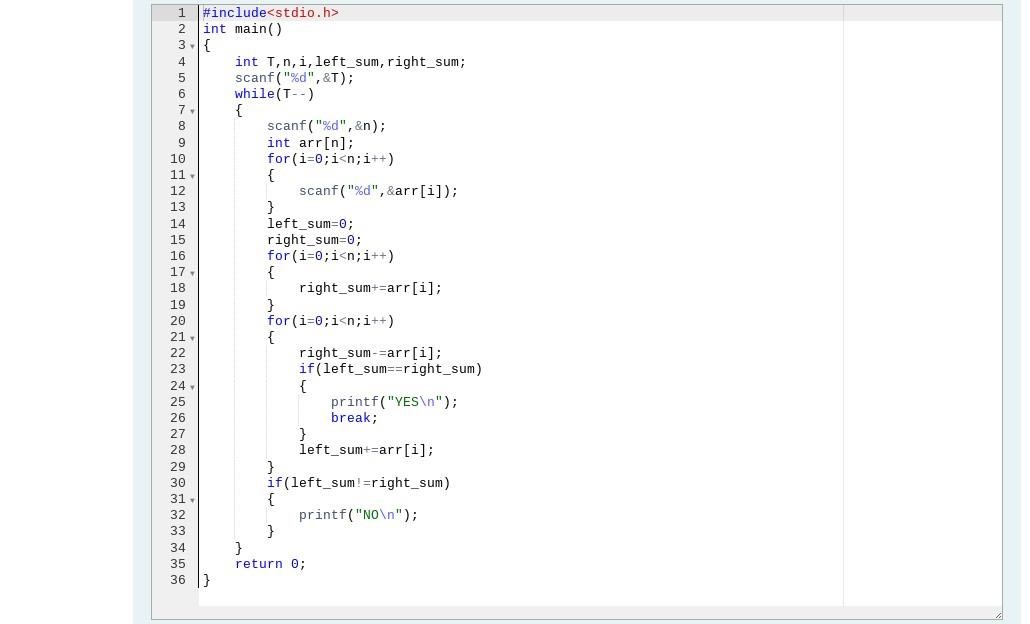 1 #include<stdio.h>
2 int main()
3 {
4     int T,n,i,left_sum,right_sum;
5     scanf("%d",&T);
6     while(T--)
7     {
8         scanf("%d",&n);
9         int arr[n];
10         for(i=0;i<n;i++)
11         {
12             scanf("%d",&arr[i]);
13         }
14         left_sum=0;
15         right_sum=0;
16         for(i=0;i<n;i++)
17         {
18             right_sum+=arr[i];
19         }
20         for(i=0;i<n;i++)
21         {
22             right_sum-=arr[i];
23             if(left_sum==right_sum)
24             {
25                 printf("YES\n");
26                 break;
27             }
28             left_sum+=arr[i];
29         }
30         if(left_sum!=right_sum)
31         {
32             printf("NO\n");
33         }
34     }
35     return 0;
36 }